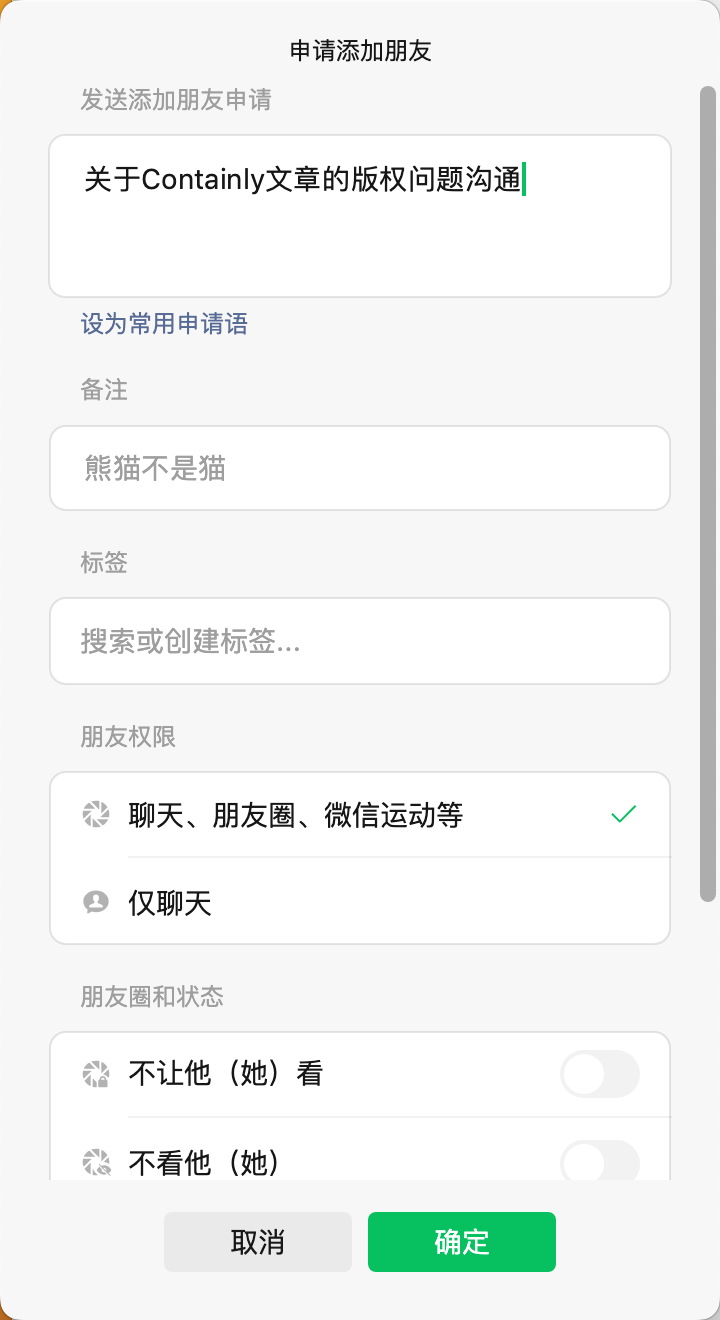 申请添加朋友
发送添加朋友申请
关于Containly文章的版权问题沟通
设为常用申请语
备注
熊猫不是猫
标签
搜索或创建标签...
朋友权限
聊天、朋友圈、微信运动等
仅聊天
朋友圈和状态
不让他（她）看
不看他（她）
取消
确定